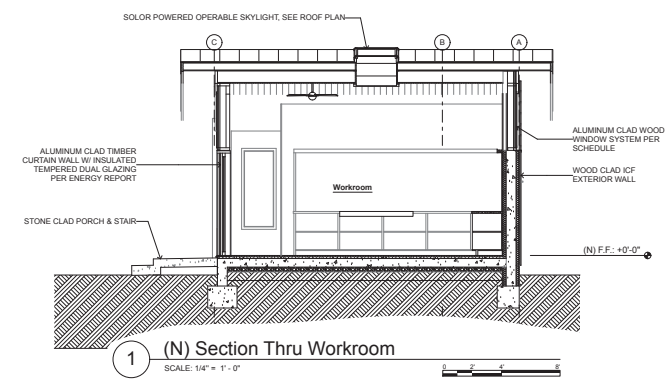 SOLOR POWERED OPERABLE SKYLIGHT, SEE ROOF PLAN
C
B
A
ALUMINUM CLAD TIMBER
CURTAIN WALL W/ INSULATED
TEMPERED DUAL GLAZING
PER ENERGY REPORT
ALUMINUM CLAD WOOD
WINDOW SYSTEM PER
SCHEDULE
WOOD CLAD ICF
EXTERIOR WALL
Workroom
STONE CLAD PORCH & STAIR
(N) F.F.: +0'-0"
1
(N) Section Thru Workroom
SCALE: 1/4" = 1' - 0"
0 2' 4' 8'